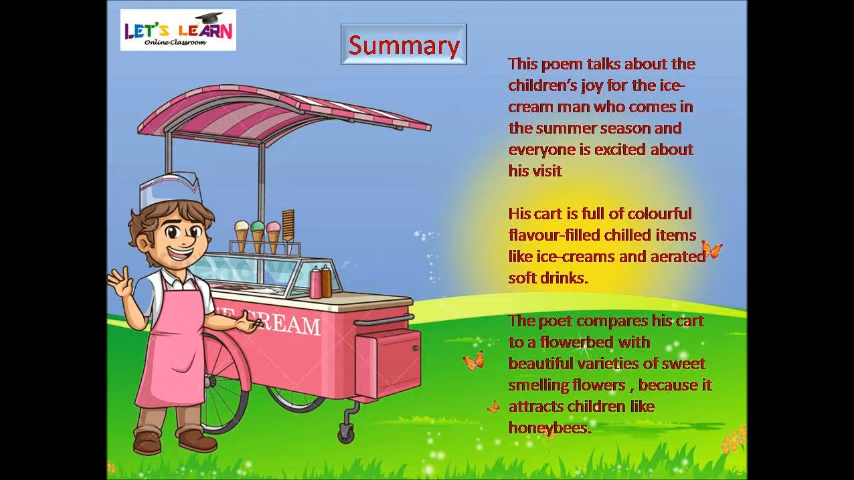 LET'S LEARN
Online Classroom
Summary
This poem talks about the
children's joy for the ice-
cream man who comes in
the summer season and
everyone is excited about
his visit
His cart is full of colourful
flavour-filled chilled items
like ice-creams and aerated
soft drinks.
The poet compares his cart
to a flowerbed with
beautiful varieties of sweet
smelling flowers , because it
attracts children like
honeybees.
CE CREAM